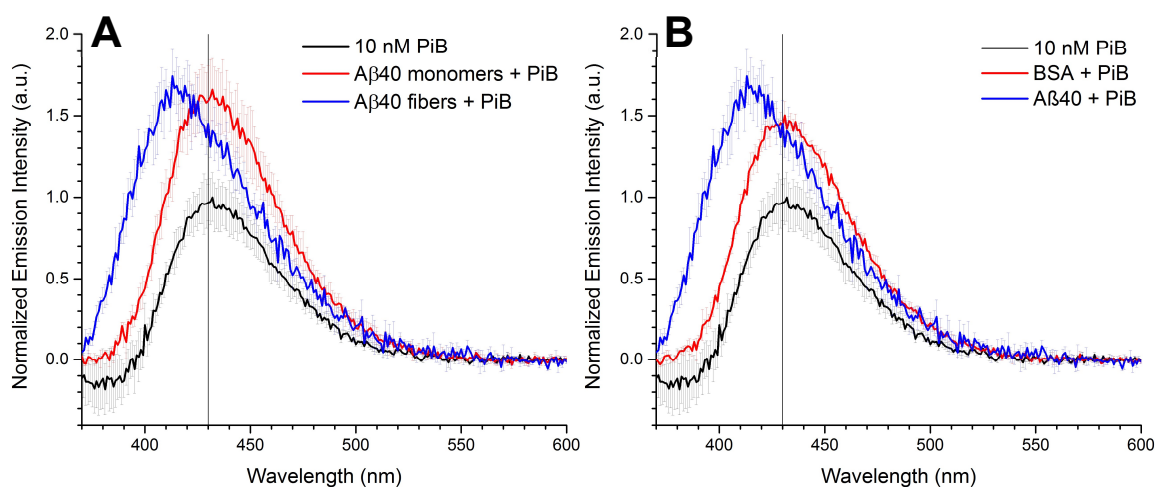 A
10 nM PiB
Aβ40 monomers + PiB
Aβ40 fibers + PiB
2.0
1.5
1.0
0.5
0.0
Normalized Emission Intensity (a.u.)
400
450
500
550
600
Wavelength (nm)
B
10 nM PiB
BSA + PiB
Aß40 + PiB
2.0
1.5
1.0
0.5
0.0
Normalized Emission Intensity (a.u.)
400
450
500
550
600
Wavelength (nm)